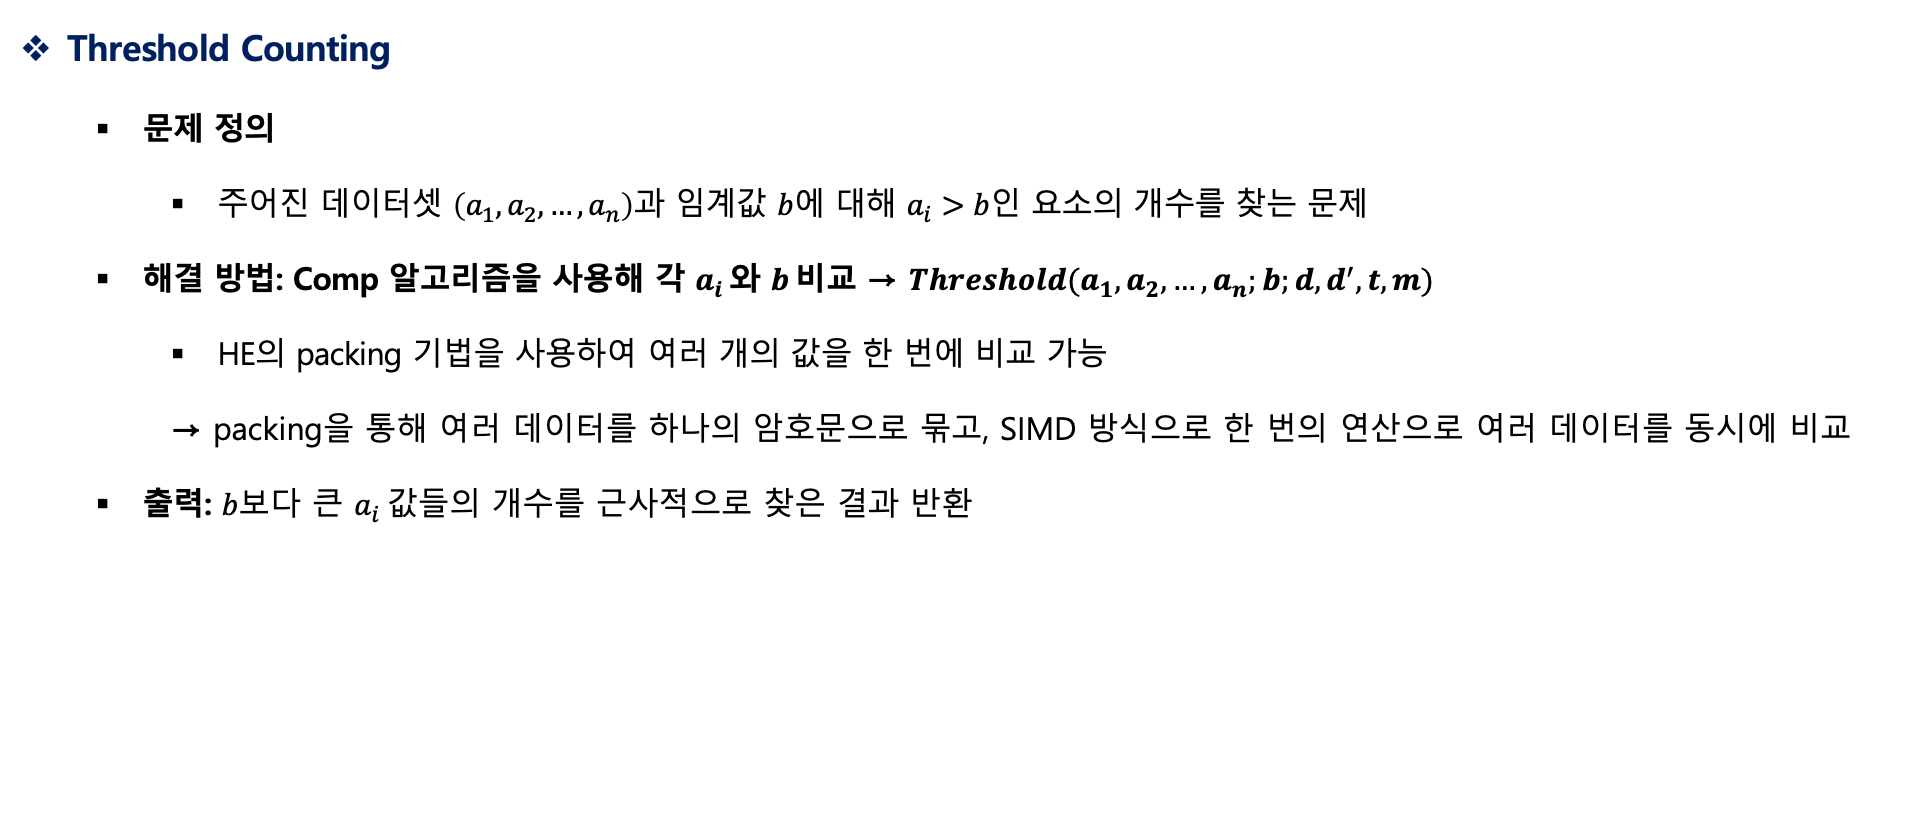 ❖ Threshold Counting
▪ 문제 정의
▪ 주어진 데이터셋 (a₁, a₂, …, aₙ)과 임계값 b에 대해 aᵢ > b인 요소의 개수를 찾는 문제
▪ 해결 방법: Comp 알고리즘을 사용해 각 aᵢ 와 b 비교 → Threshold(a₁, a₂, …, aₙ; b; d, d′, t, m)
▪ HE의 packing 기법을 사용하여 여러 개의 값을 한 번에 비교 가능
→ packing을 통해 여러 데이터를 하나의 암호문으로 묶고, SIMD 방식으로 한 번의 연산으로 여러 데이터를 동시에 비교
▪ 출력: b보다 큰 aᵢ 값들의 개수를 근사적으로 찾은 결과 반환